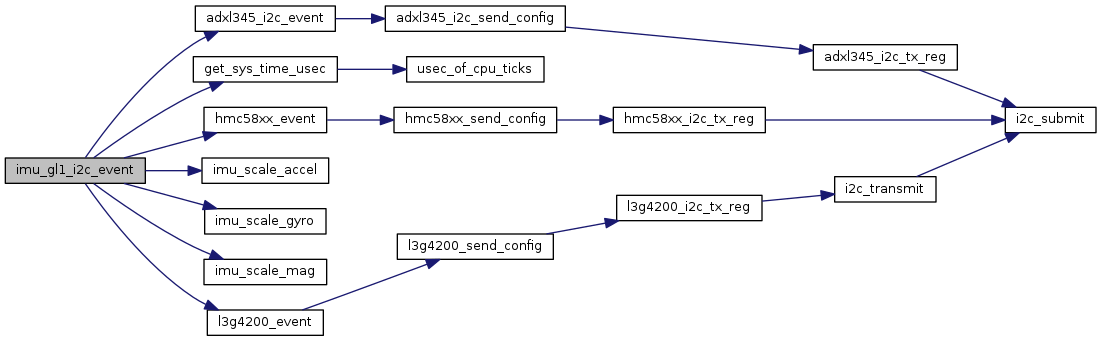 adxl345_i2c_event
adxl345_i2c_send_config
adxl345_i2c_tx_reg
get_sys_time_usec
usec_of_cpu_ticks
hmc58xx_event
hmc58xx_send_config
hmc58xx_i2c_tx_reg
i2c_submit
imu_gl1_i2c_event
imu_scale_accel
i2c_transmit
imu_scale_gyro
l3g4200_i2c_tx_reg
l3g4200_send_config
imu_scale_mag
l3g4200_event